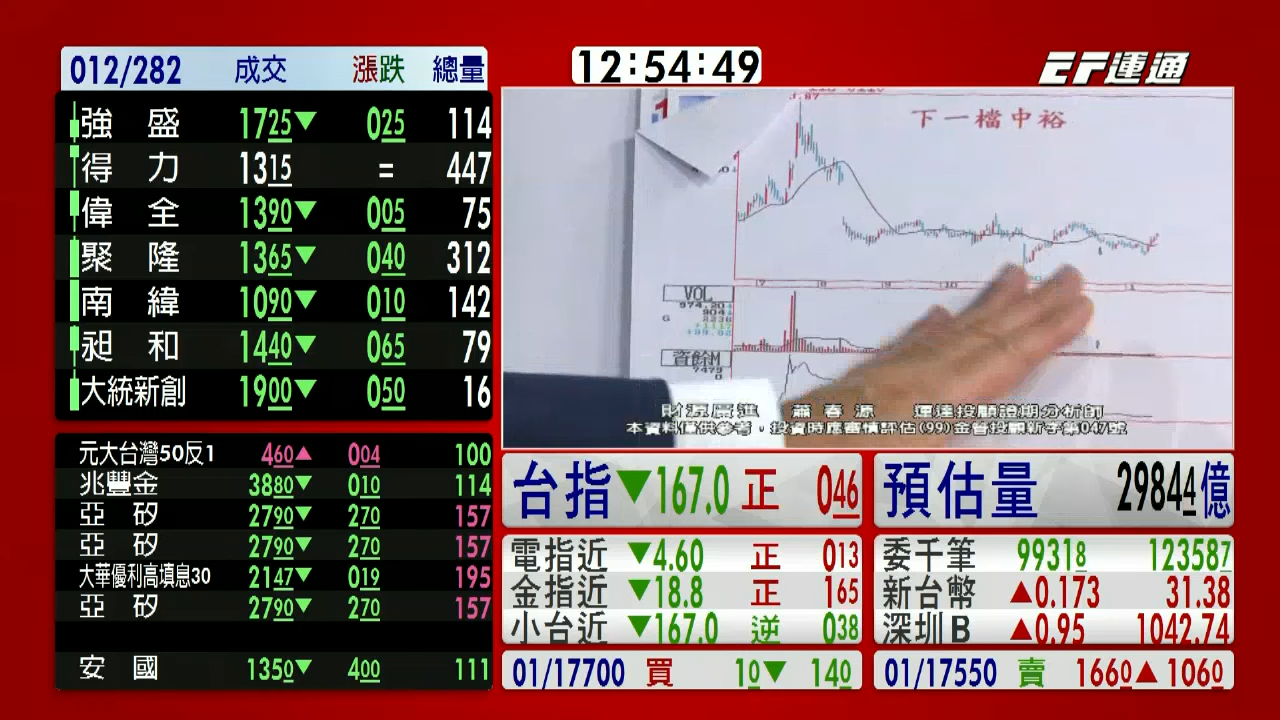 012/282 成交 漲跌 總量
12:54:49
EF運通
強盛 1725▼ 025 114
得力 1315 = 447
偉全 1390▼ 005 75
聚隆 1365▼ 040 312
南緯 1090▼ 010 142
昶和 1440▼ 065 79
大統新創 1900▼ 050 16
元大台灣50反1 460▲ 004 100
兆豐金 3880▼ 010 114
亞矽 2790▼ 270 157
亞矽 2790▼ 270 157
大華優利高填息30 2147▼ 019 195
亞矽 2790▼ 270 157
安國 1350▼ 400 111
下一檔中裕
VOL
974.20↓
904↓
G 2238
+1117
+99.02
資餘M
7479
0
財源廣進 蕭春源 運達投顧證期分析師
本資料僅供參考，投資時應審慎評估(99)金管投顧新字第047號
台指▼167.0 正 046
預估量 29844億
電指近 ▼4.60 正 013
金指近 ▼18.8 正 165
小台近 ▼167.0 逆 038
委千筆 99318 123587
新台幣 ▲0.173 31.38
深圳B ▲0.95 1042.74
01/17700 買 10▼ 140
01/17550 賣 1660▲ 1060